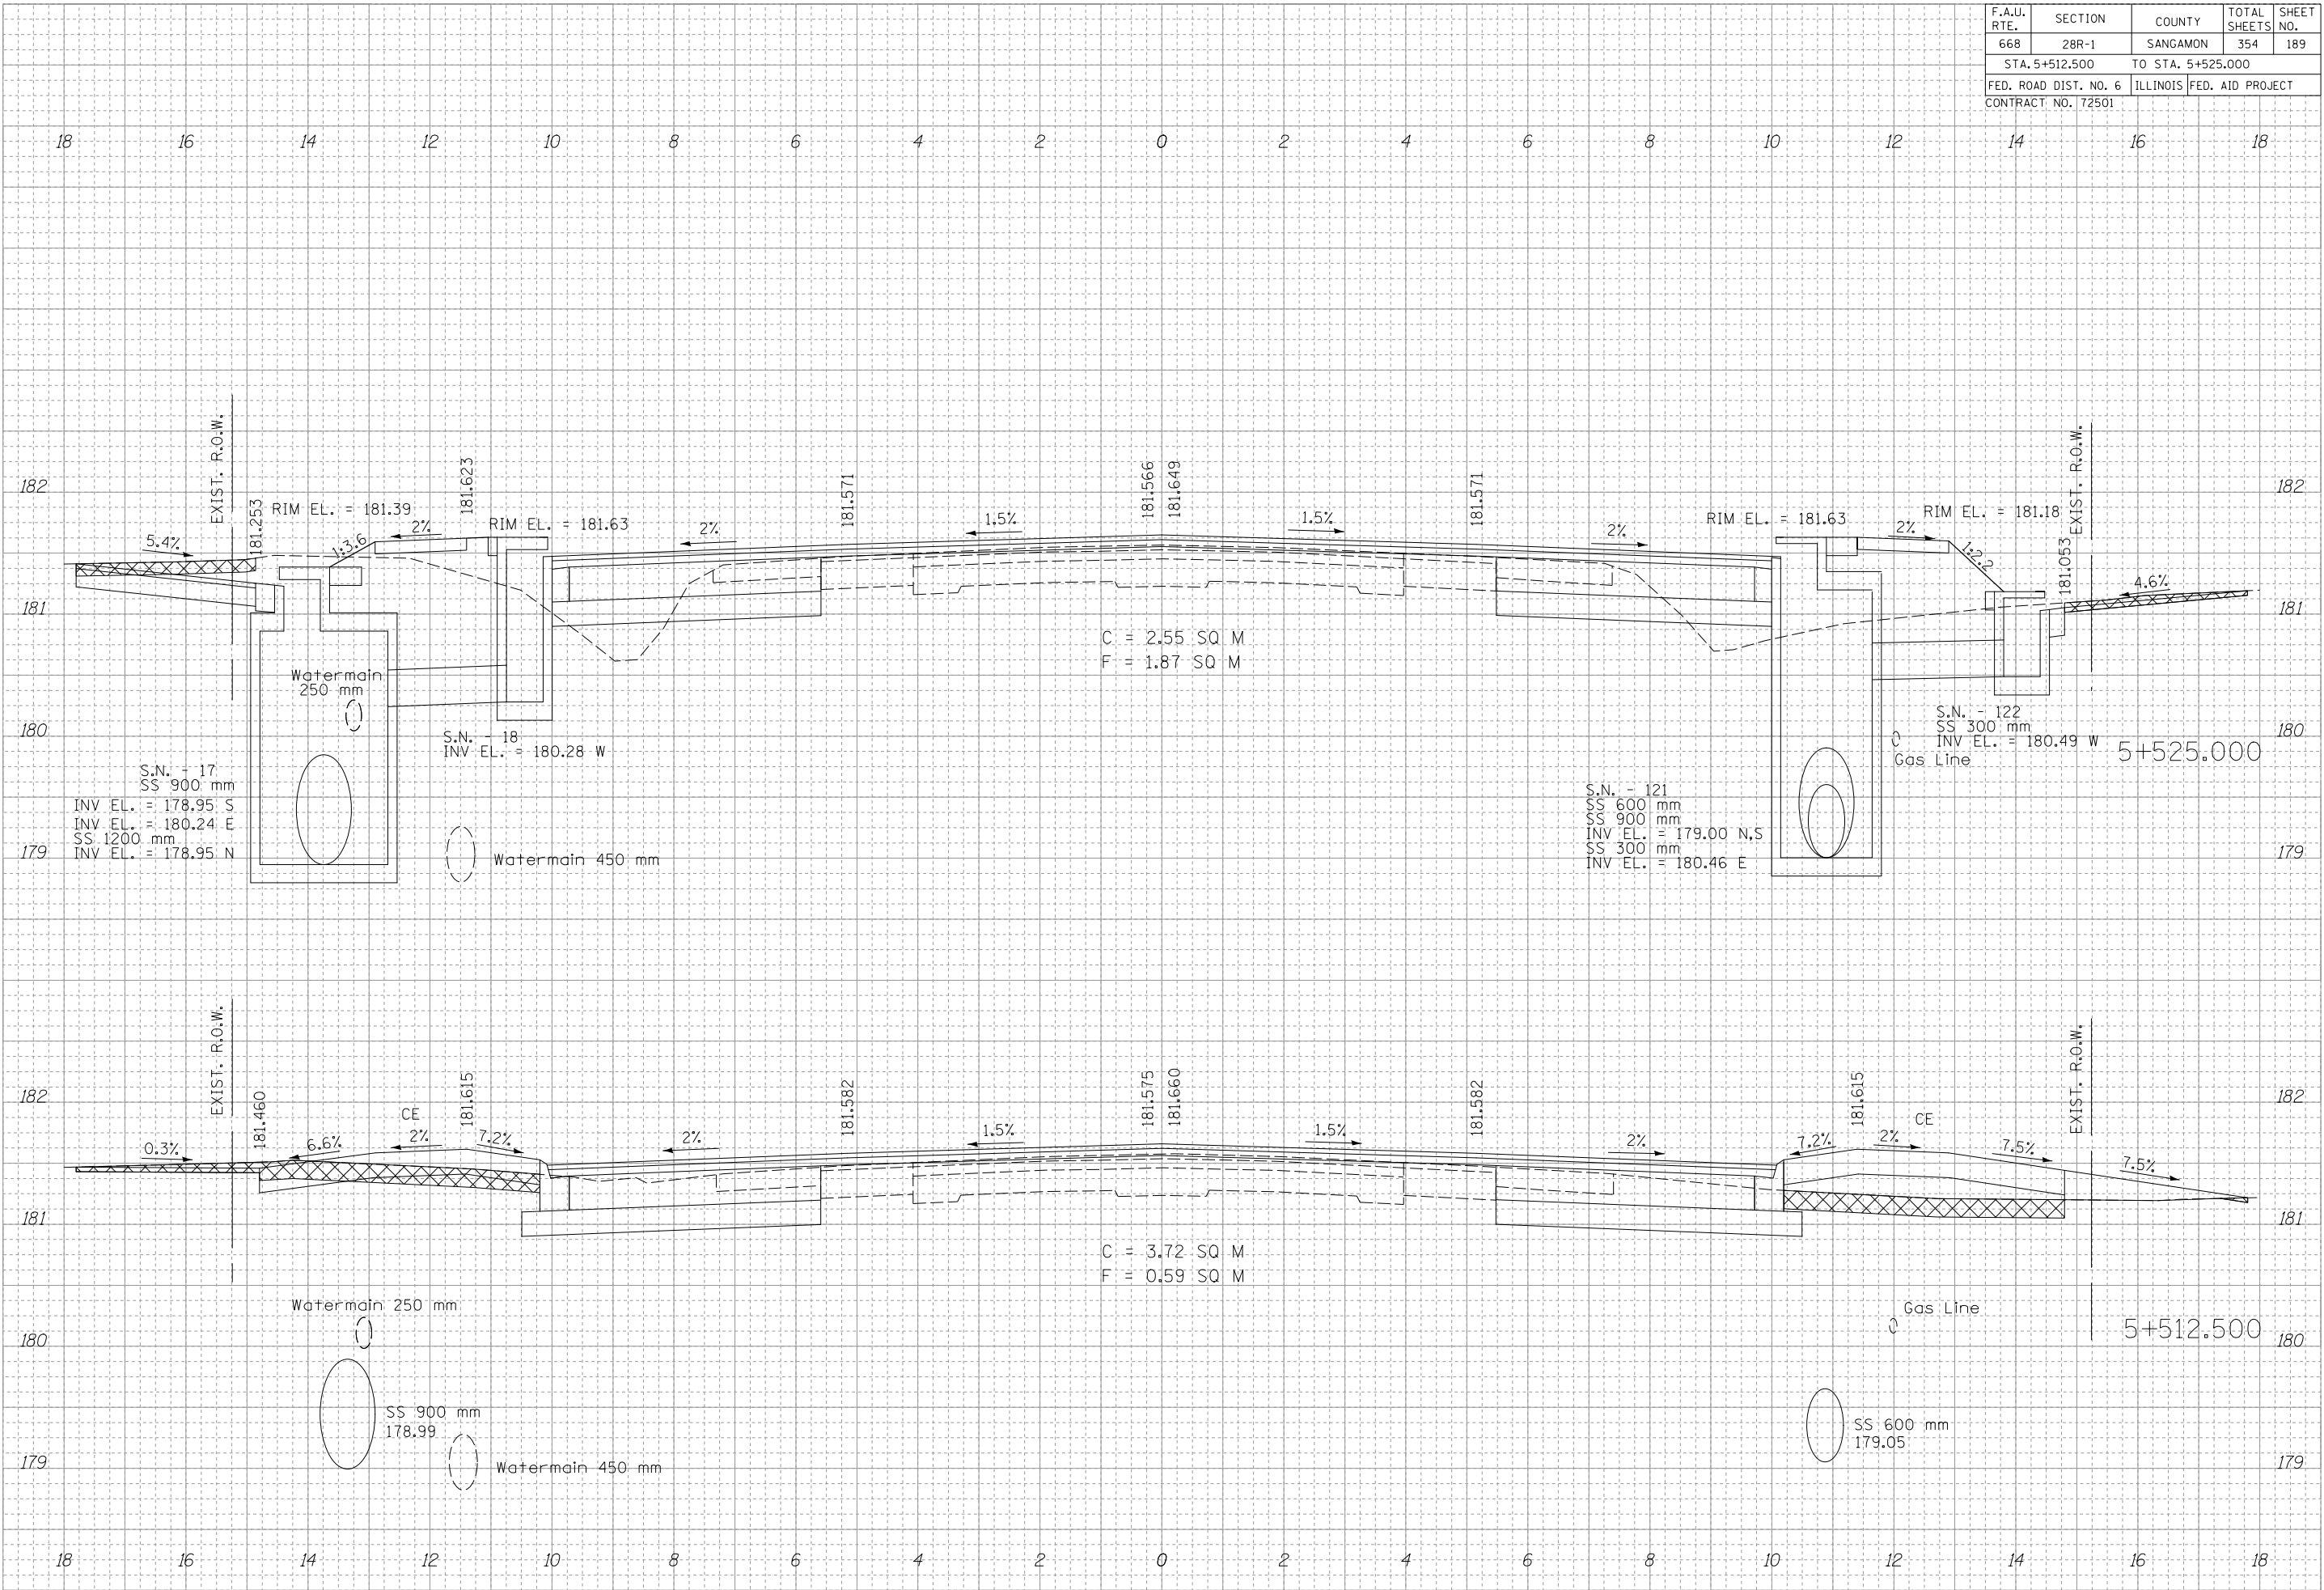 F.A.U. RTE. SECTION COUNTY TOTAL SHEETS SHEET NO.
668 28R-1 SANGAMON 354 189
STA. 5+512.500 TO STA. 5+525.000
FED. ROAD DIST. NO. 6 ILLINOIS FED. AID PROJECT
CONTRACT NO. 72501
18 16 14 12 10 8 6 4 2 0 2 4 6 8 10 12 14 16 18
EXIST. R.O.W.
181.253
RIM EL. = 181.39
181.623
RIM EL. = 181.63
181.571
181.566
181.649
181.571
RIM EL. = 181.63
RIM EL. = 181.18
181.053
EXIST. R.O.W.
182
182
5.4%
1:3.6
2%
2%
1.5%
1.5%
2%
2%
1:2.2
4.6%
181
181
C = 2.55 SQ M
F = 1.87 SQ M
Watermain
250 mm
180
180
S.N. - 18
INV EL. = 180.28 W
S.N. - 122
SS 300 mm
INV EL. = 180.49 W
Gas Line
5+525.000
S.N. - 17
SS 900 mm
INV EL. = 178.95 S
INV EL. = 180.24 E
SS 1200 mm
INV EL. = 178.95 N
Watermain 450 mm
S.N. - 121
SS 600 mm
SS 900 mm
INV EL. = 179.00 N,S
SS 300 mm
INV EL. = 180.46 E
179
179
EXIST. R.O.W.
181.460
181.615
181.582
181.575
181.660
181.582
181.615
EXIST. R.O.W.
182
182
CE
CE
0.3%
6.6%
2%
7.2%
2%
1.5%
1.5%
2%
7.2%
2%
7.5%
7.5%
181
181
C = 3.72 SQ M
F = 0.59 SQ M
Watermain 250 mm
Gas Line
180
180
5+512.500
SS 900 mm
178.99
SS 600 mm
179.05
Watermain 450 mm
179
179
18 16 14 12 10 8 6 4 2 0 2 4 6 8 10 12 14 16 18